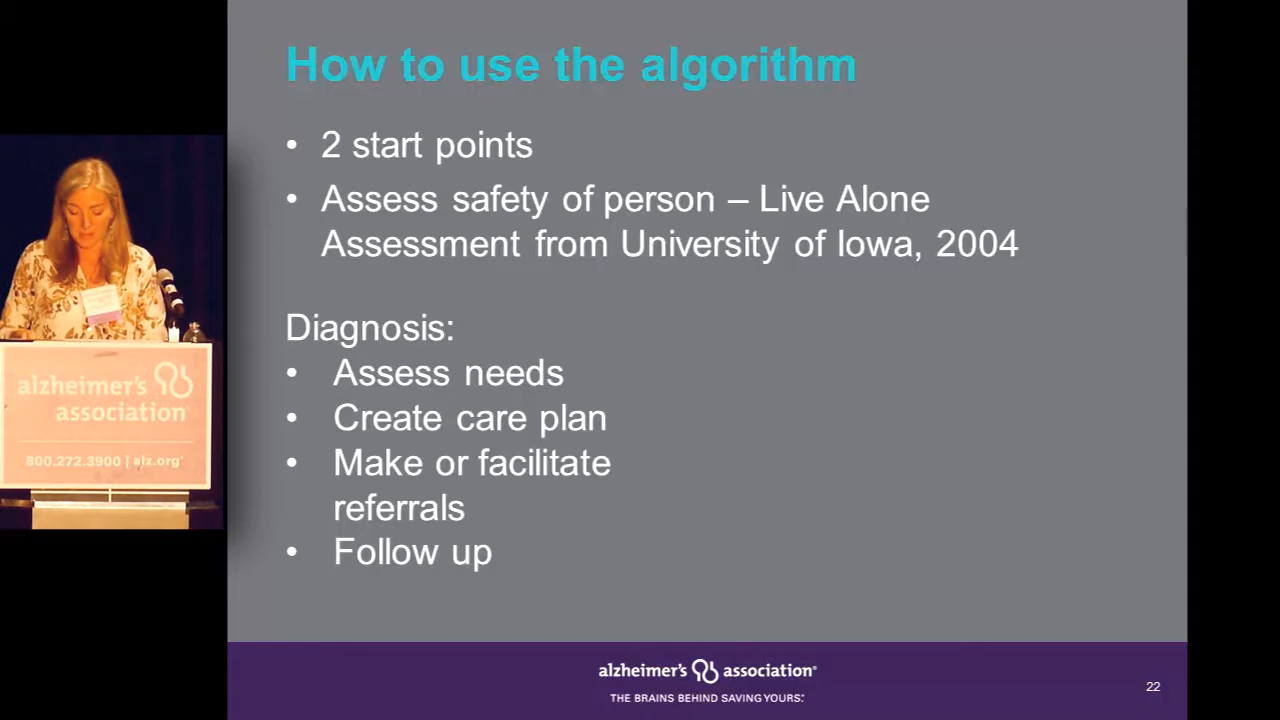 How to use the algorithm
• 2 start points
• Assess safety of person – Live Alone
Assessment from University of Iowa, 2004
Diagnosis:
• Assess needs
• Create care plan
• Make or facilitate
referrals
• Follow up
alzheimer's association®
THE BRAINS BEHIND SAVING YOURS:™
22
alzheimer's
association
800.272.3900 | alz.org